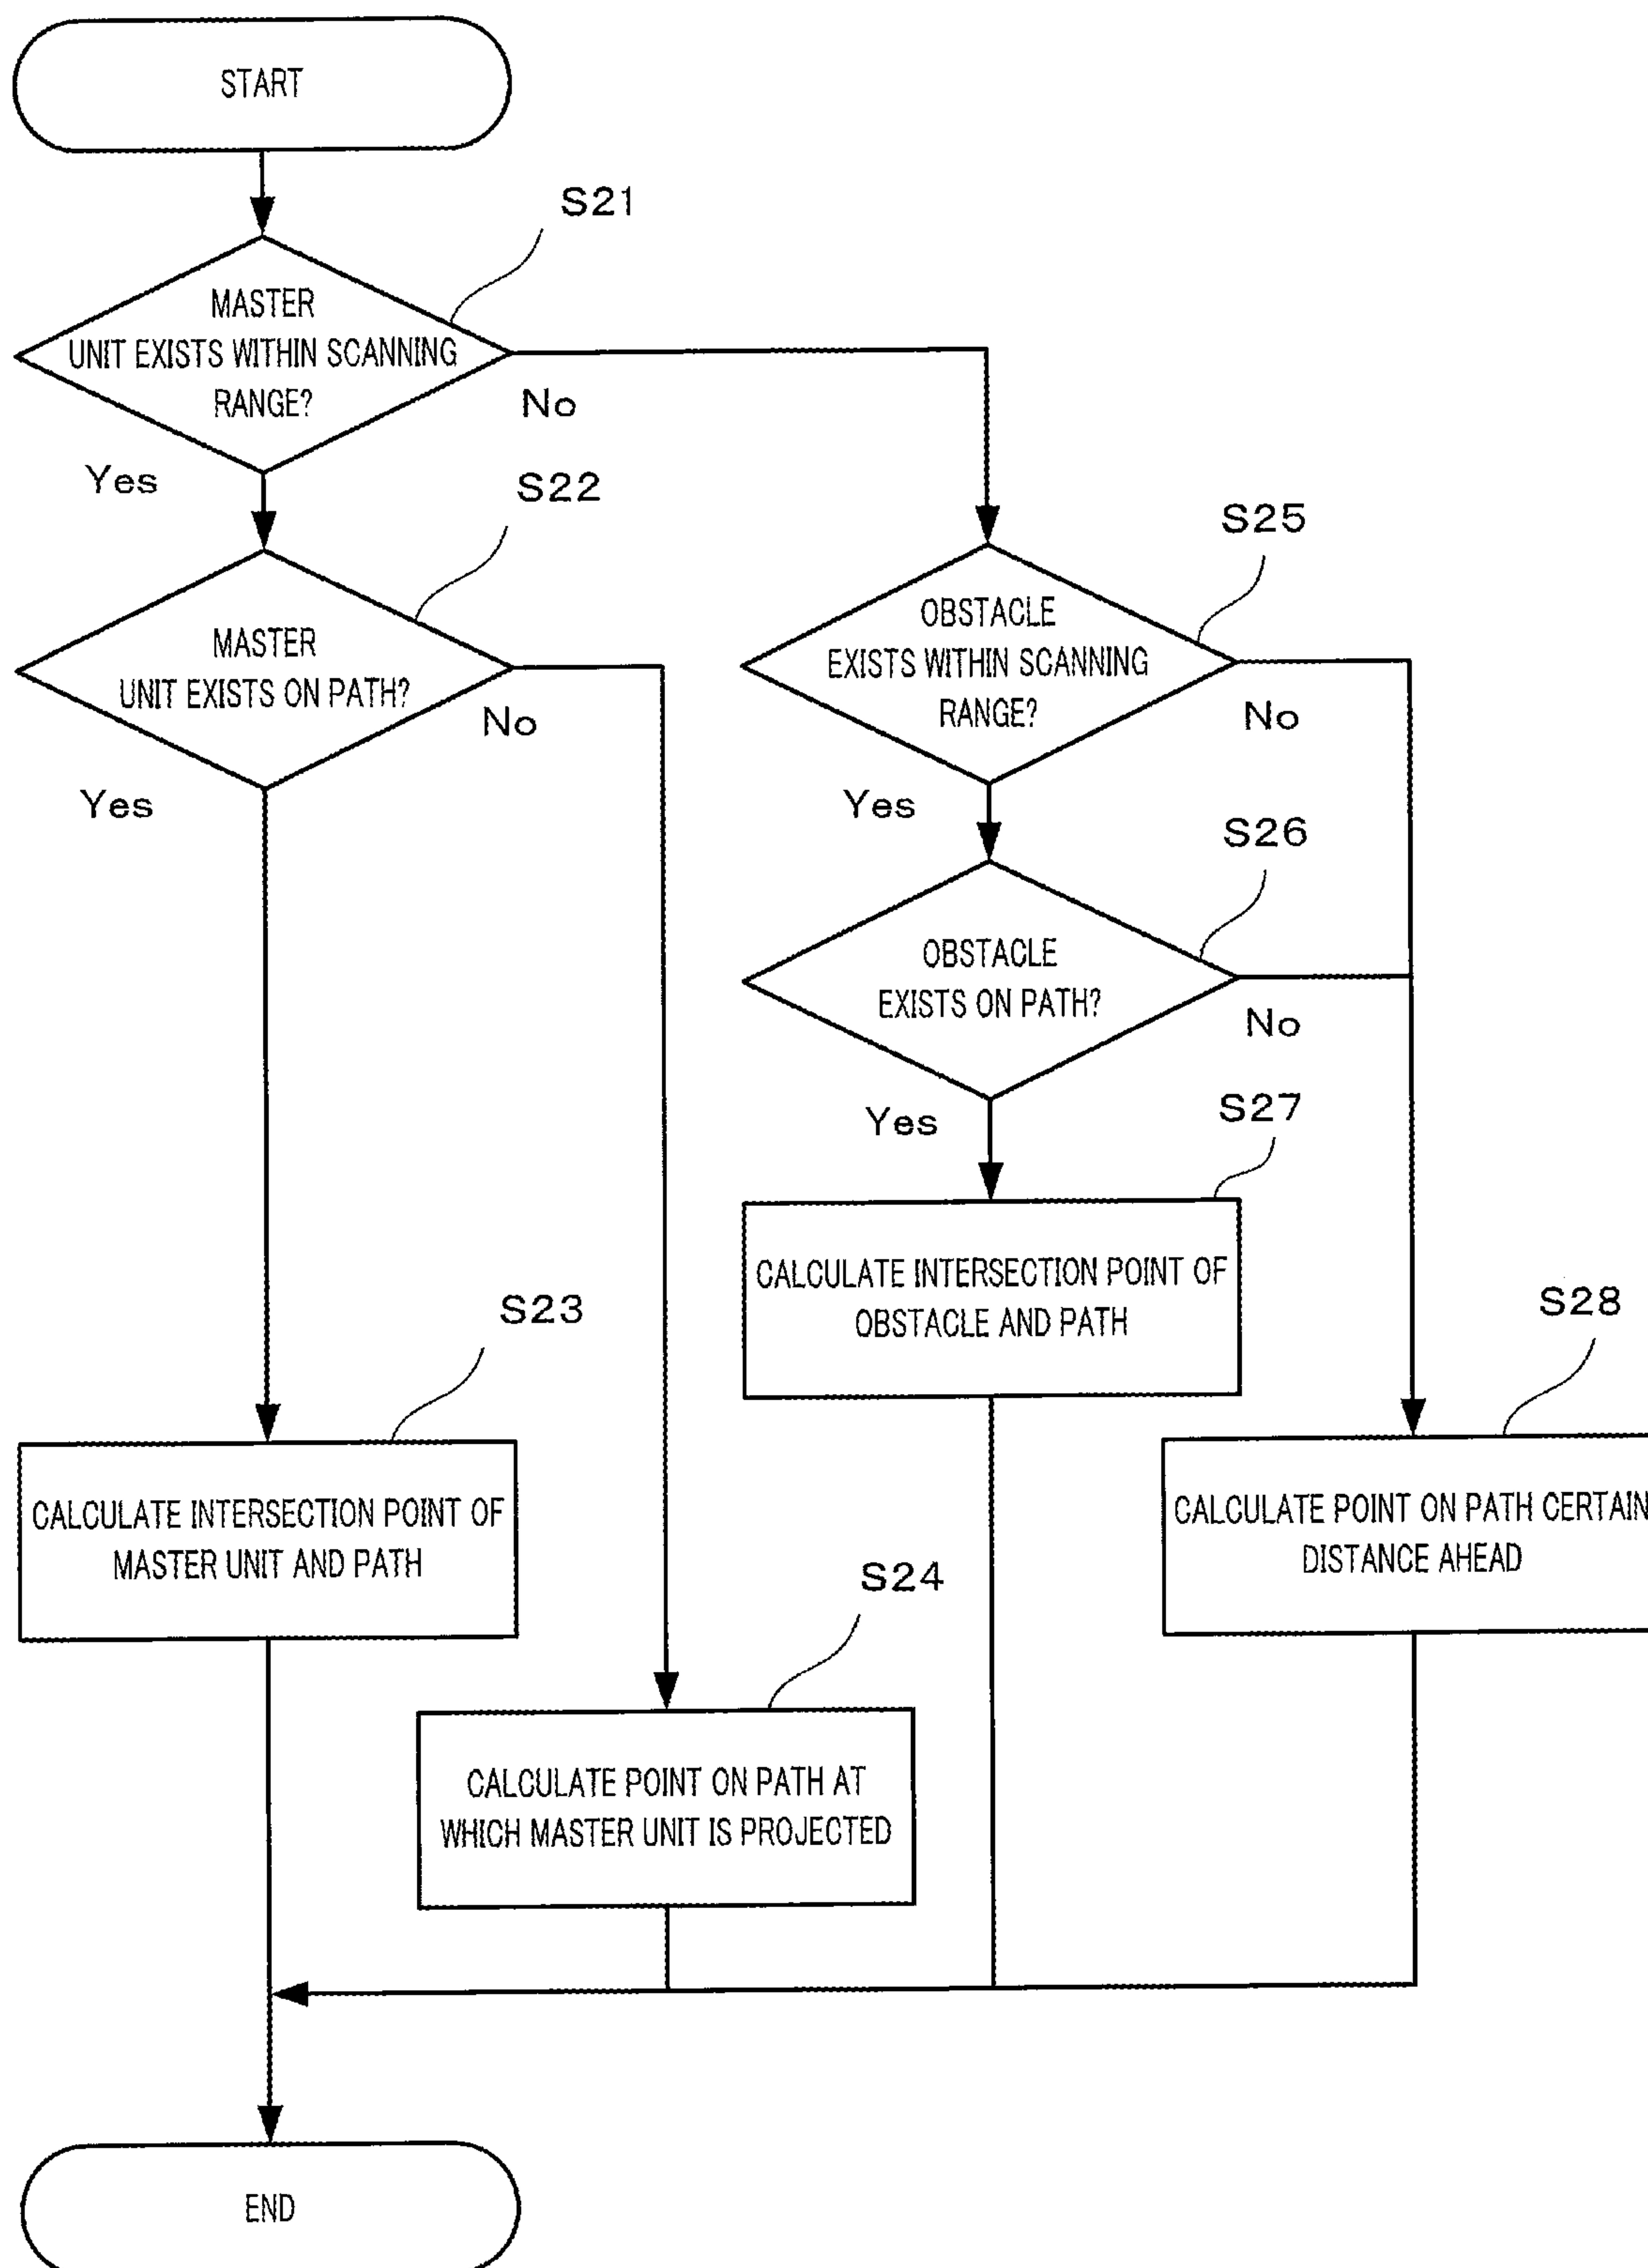 START
S21
MASTER
UNIT EXISTS WITHIN SCANNING
RANGE?
No
Yes
S22
MASTER
UNIT EXISTS ON PATH?
No
Yes
S25
OBSTACLE
EXISTS WITHIN SCANNING
RANGE?
No
Yes
S26
OBSTACLE
EXISTS ON PATH?
No
Yes
S27
CALCULATE INTERSECTION POINT OF
OBSTACLE AND PATH
S23
CALCULATE INTERSECTION POINT OF
MASTER UNIT AND PATH
S28
CALCULATE POINT ON PATH CERTAIN
DISTANCE AHEAD
S24
CALCULATE POINT ON PATH AT
WHICH MASTER UNIT IS PROJECTED
END